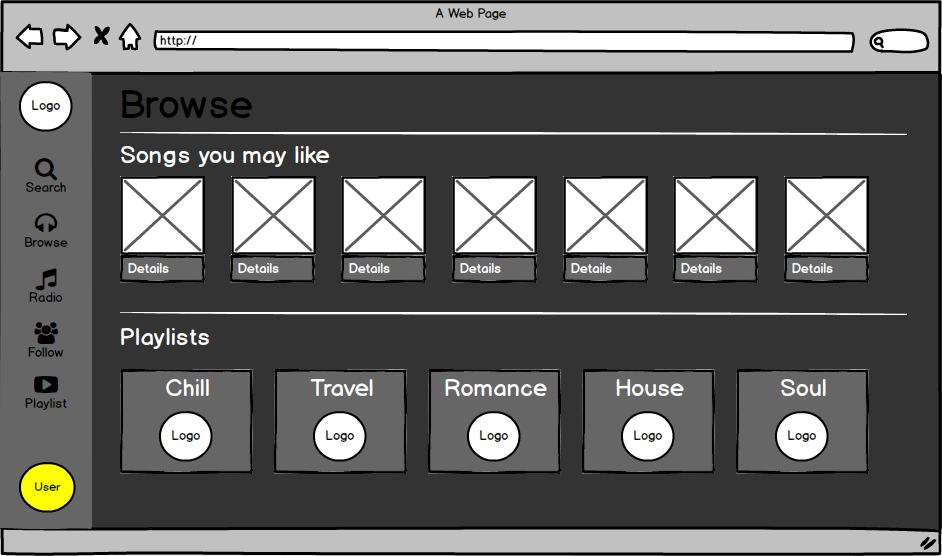 A Web Page
http://
Logo
Search
Browse
Radio
Follow
Playlist
User
Browse
Songs you may like
Details Details Details Details Details Details Details
Playlists
Chill Travel Romance House Soul
Logo Logo Logo Logo Logo